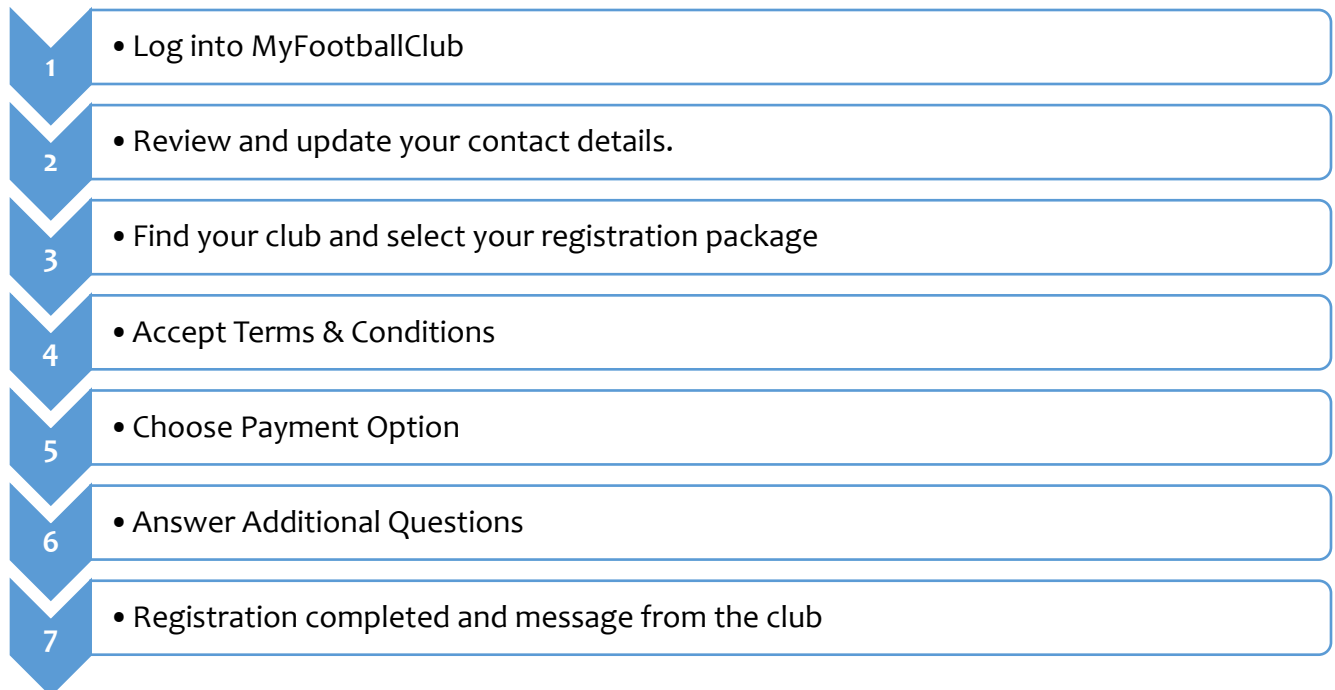 1
• Log into MyFootballClub
2
• Review and update your contact details.
3
• Find your club and select your registration package
4
• Accept Terms & Conditions
5
• Choose Payment Option
6
• Answer Additional Questions
7
• Registration completed and message from the club